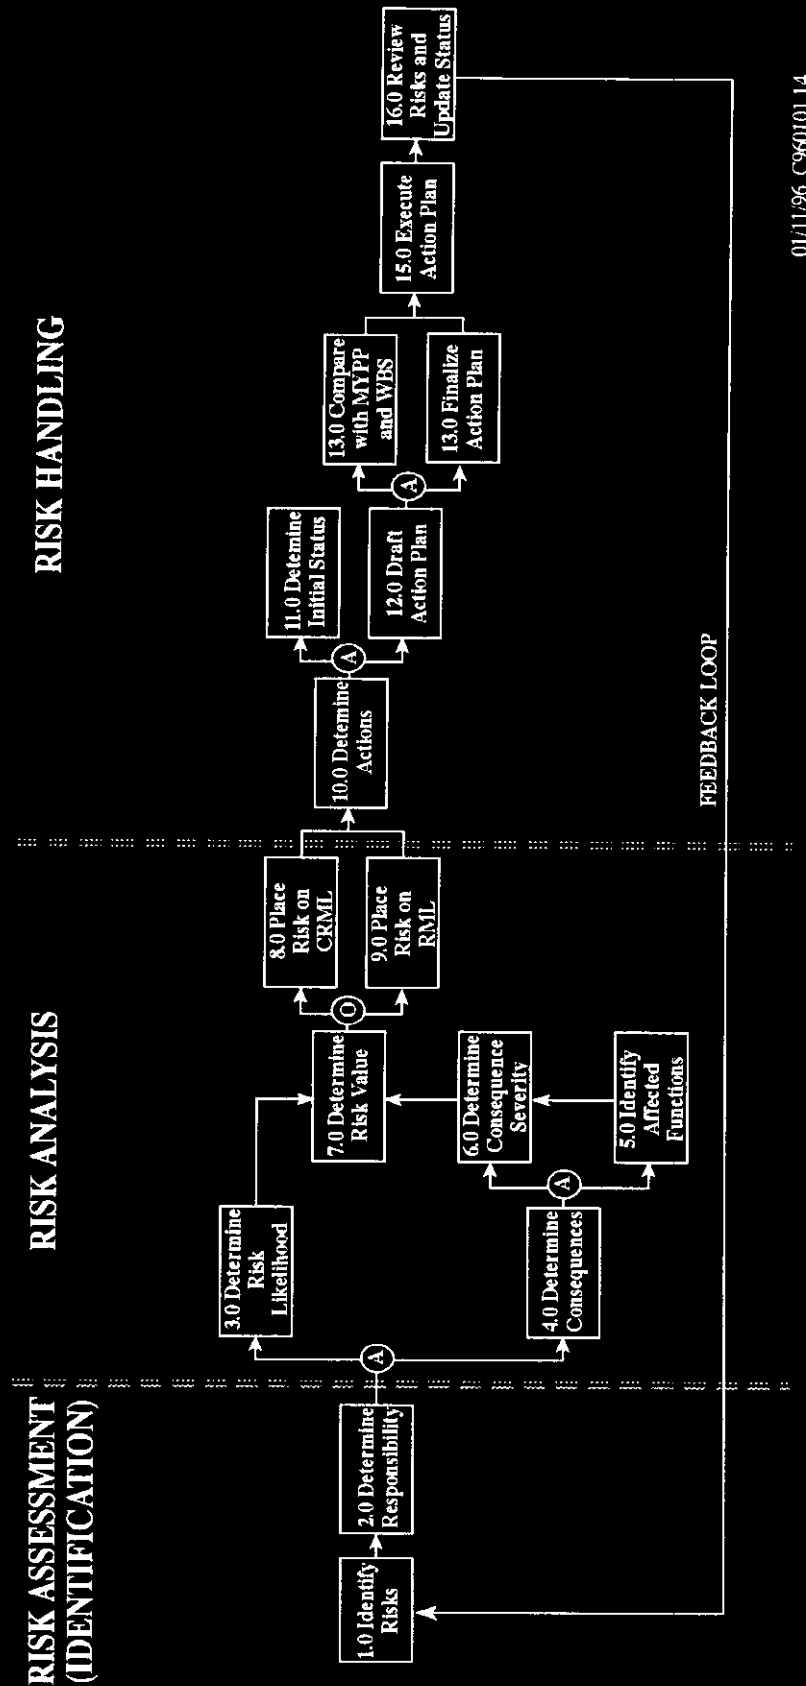 RISK ASSESSMENT
(IDENTIFICATION)
RISK ANALYSIS
RISK HANDLING
1.0 Identify
Risks
2.0 Determine
Responsibility
A
3.0 Determine
Risk
Likelihood
4.0 Determine
Consequences
A
5.0 Identify
Affected
Functions
6.0 Determine
Consequence
Severity
7.0 Determine
Risk Value
O
8.0 Place
Risk on
CRML
9.0 Place
Risk on
RML
10.0 Detemine
Actions
A
11.0 Detemine
Initial Status
12.0 Draft
Action Plan
A
13.0 Compare
with MYPP
and WBS
13.0 Finalize
Action Plan
15.0 Execute
Action Plan
16.0 Review
Risks and
Update Status
FEEDBACK LOOP
01/11/96 C960101.14